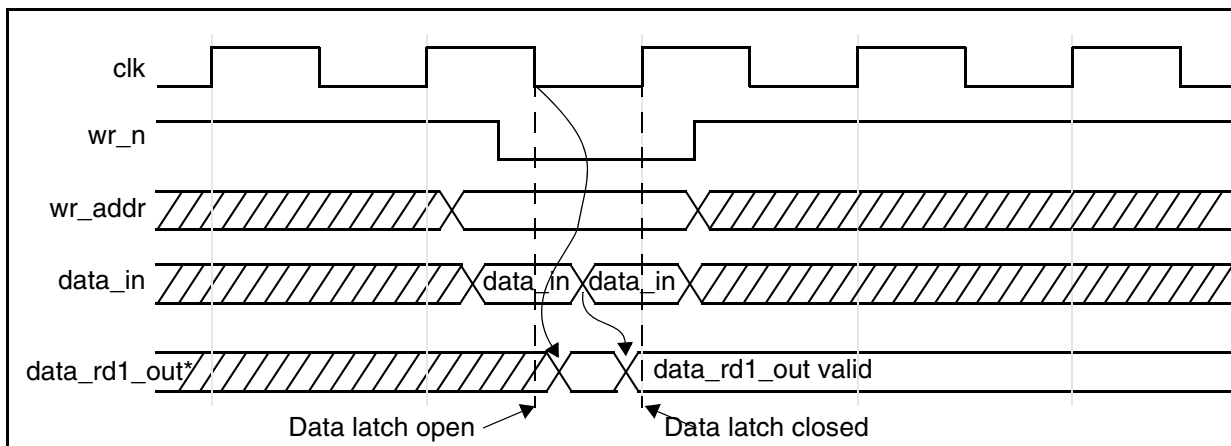 clk
wr_n
wr_addr
data_in data_in data_in
data_rd1_out* data_rd1_out valid
Data latch open Data latch closed